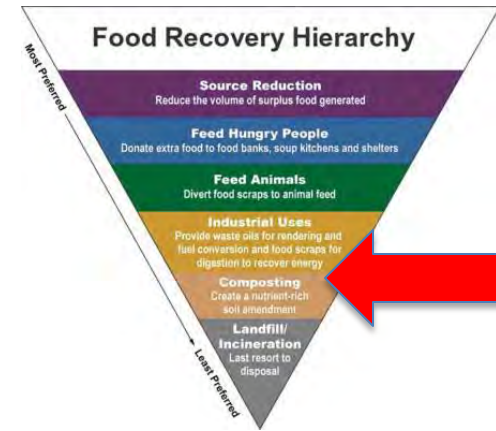 Food Recovery Hierarchy
Most Preferred
Source Reduction
Reduce the volume of surplus food generated
Feed Hungry People
Donate extra food to food banks, soup kitchens and shelters
Feed Animals
Divert food scraps to animal feed
Industrial Uses
Provide waste oils for rendering and
fuel conversion and food scraps for
digestion to recover energy
Composting
Create a nutrient-rich
soil amendment
Landfill/
Incineration
Last resort to
disposal
Least Preferred